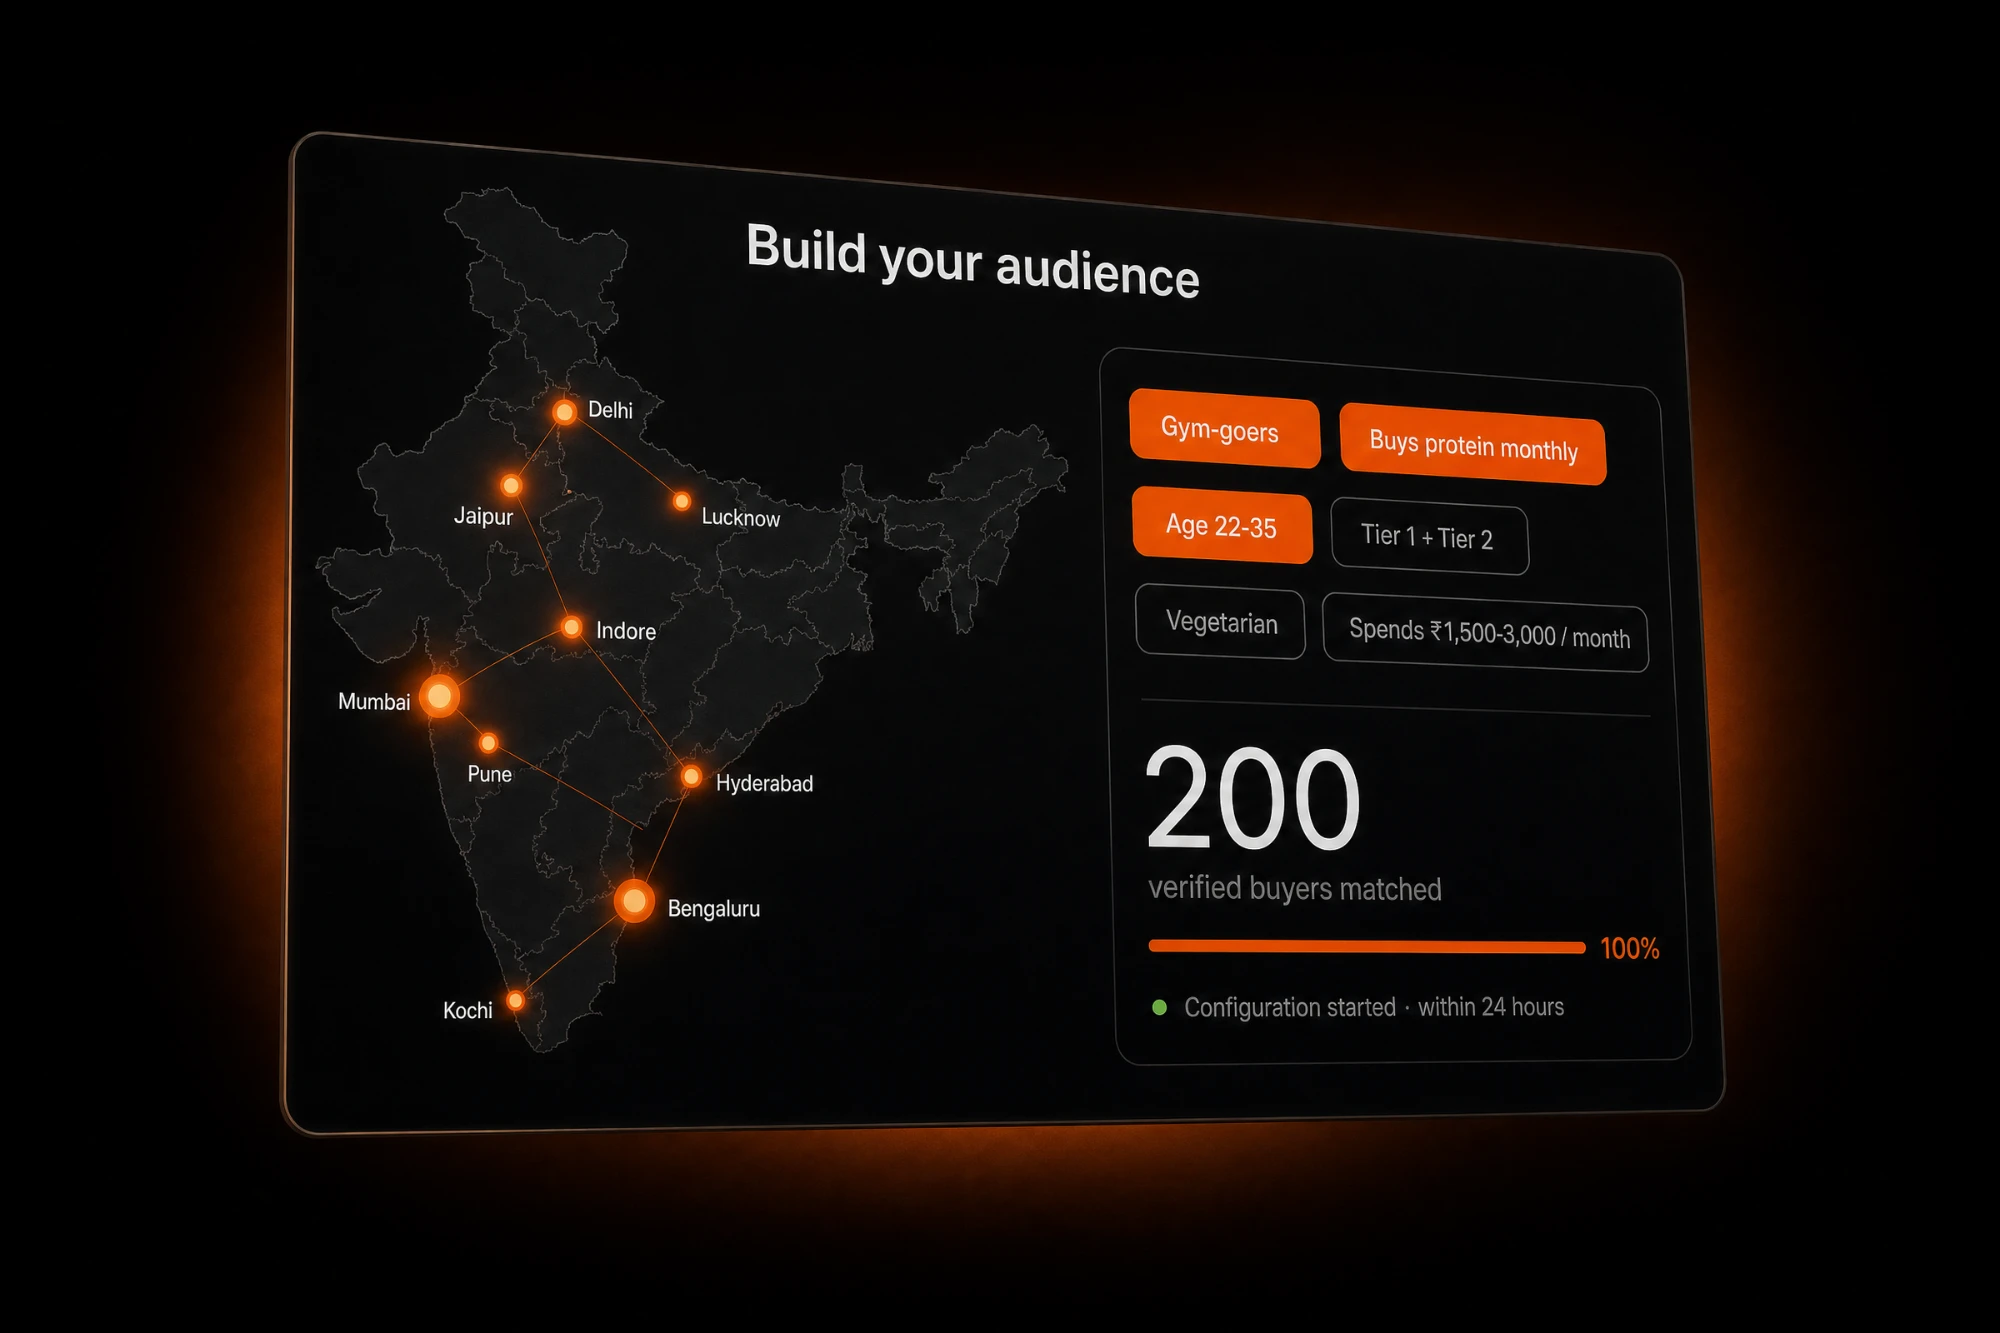 Build your audience
Delhi
Jaipur
Lucknow
Indore
Mumbai
Pune
Hyderabad
Bengaluru
Kochi
Gym-goers
Buys protein monthly
Age 22-35
Tier 1 + Tier 2
Vegetarian
Spends ₹1,500-3,000 / month
200
verified buyers matched
100%
Configuration started · within 24 hours